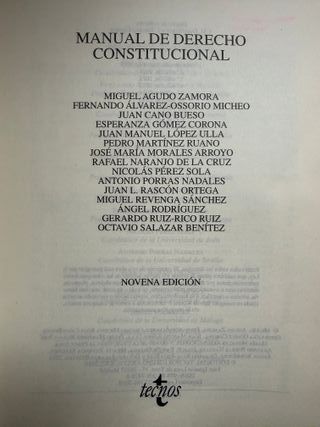 MANUAL DE DERECHO
CONSTITUCIONAL
MIGUEL AGUDO ZAMORA
FERNANDO ÁLVAREZ-OSSORIO MICHEO
JUAN CANO BUESO
ESPERANZA GÓMEZ CORONA
JUAN MANUEL LÓPEZ ULLA
PEDRO MARTÍNEZ RUANO
JOSÉ MARÍA MORALES ARROYO
RAFAEL NARANJO DE LA CRUZ
NICOLÁS PÉREZ SOLA
ANTONIO PORRAS NADALES
JUAN L. RASCÓN ORTEGA
MIGUEL REVENGA SÁNCHEZ
ÁNGEL RODRÍGUEZ
GERARDO RUIZ-RICO RUIZ
OCTAVIO SALAZAR BENÍTEZ
NOVENA EDICIÓN
tecnos